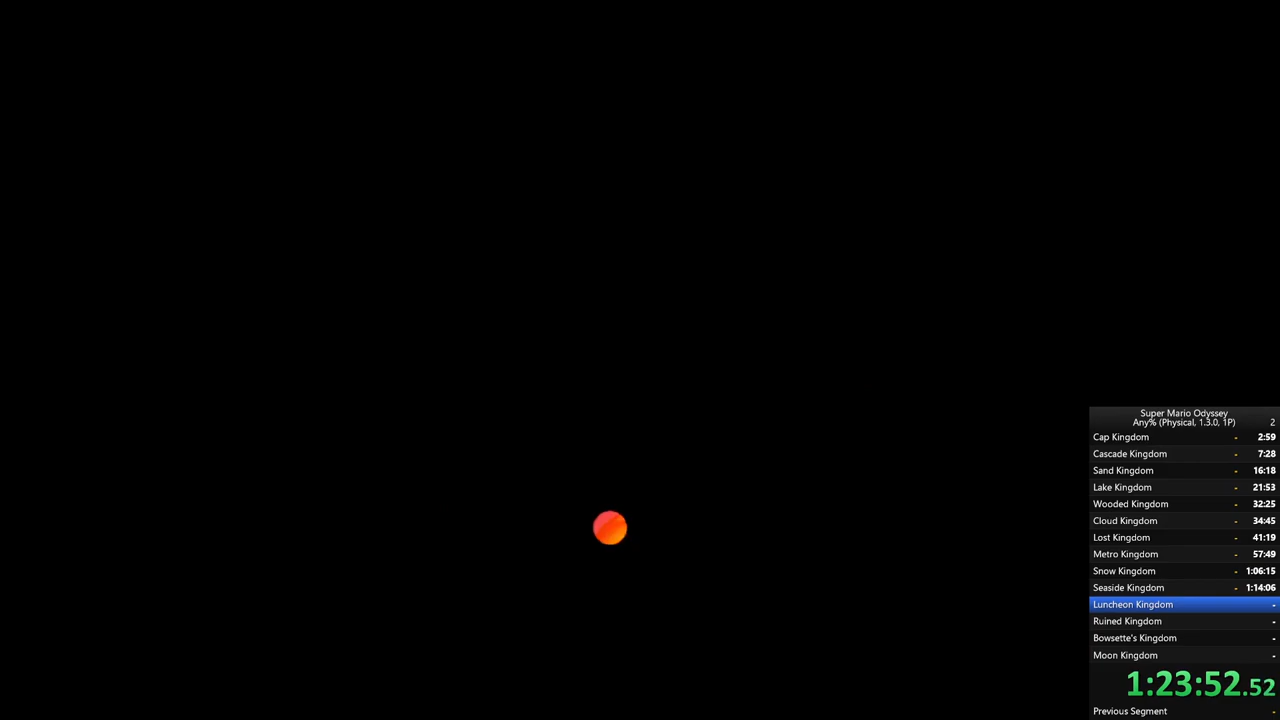 Super Mario Odyssey
Any% (Physical, 1.3.0, 1P) 2
Cap Kingdom - 2:59
Cascade Kingdom - 7:28
Sand Kingdom - 16:18
Lake Kingdom - 21:53
Wooded Kingdom - 32:25
Cloud Kingdom - 34:45
Lost Kingdom - 41:19
Metro Kingdom - 57:49
Snow Kingdom - 1:06:15
Seaside Kingdom - 1:14:06
Luncheon Kingdom -
Ruined Kingdom -
Bowsette's Kingdom -
Moon Kingdom -
1:23:52.52
Previous Segment -